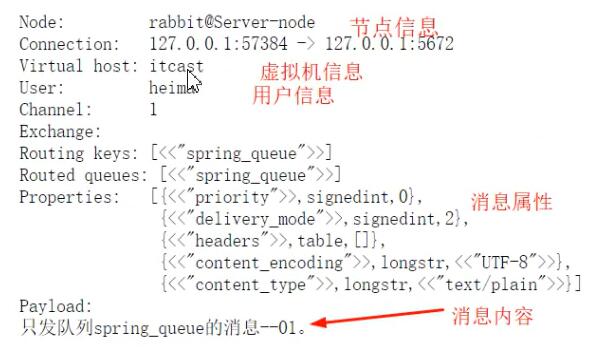 Node: rabbit@Server-node 节点信息
Connection: 127.0.0.1:57384 -> 127.0.0.1:5672
Virtual host: itcast 虚拟机信息
User: heima 用户信息
Channel: 1
Exchange:
Routing keys: [<<"spring_queue">>]
Routed queues: [<<"spring_queue">>]
Properties: [{<<"priority">>,signedint,0}, 消息属性
{<<"delivery_mode">>,signedint,2},
{<<"headers">>,table,[]},
{<<"content_encoding">>,longstr,<<"UTF-8">>},
{<<"content_type">>,longstr,<<"text/plain">>}]
Payload: 消息内容
只发队列spring_queue的消息--01。